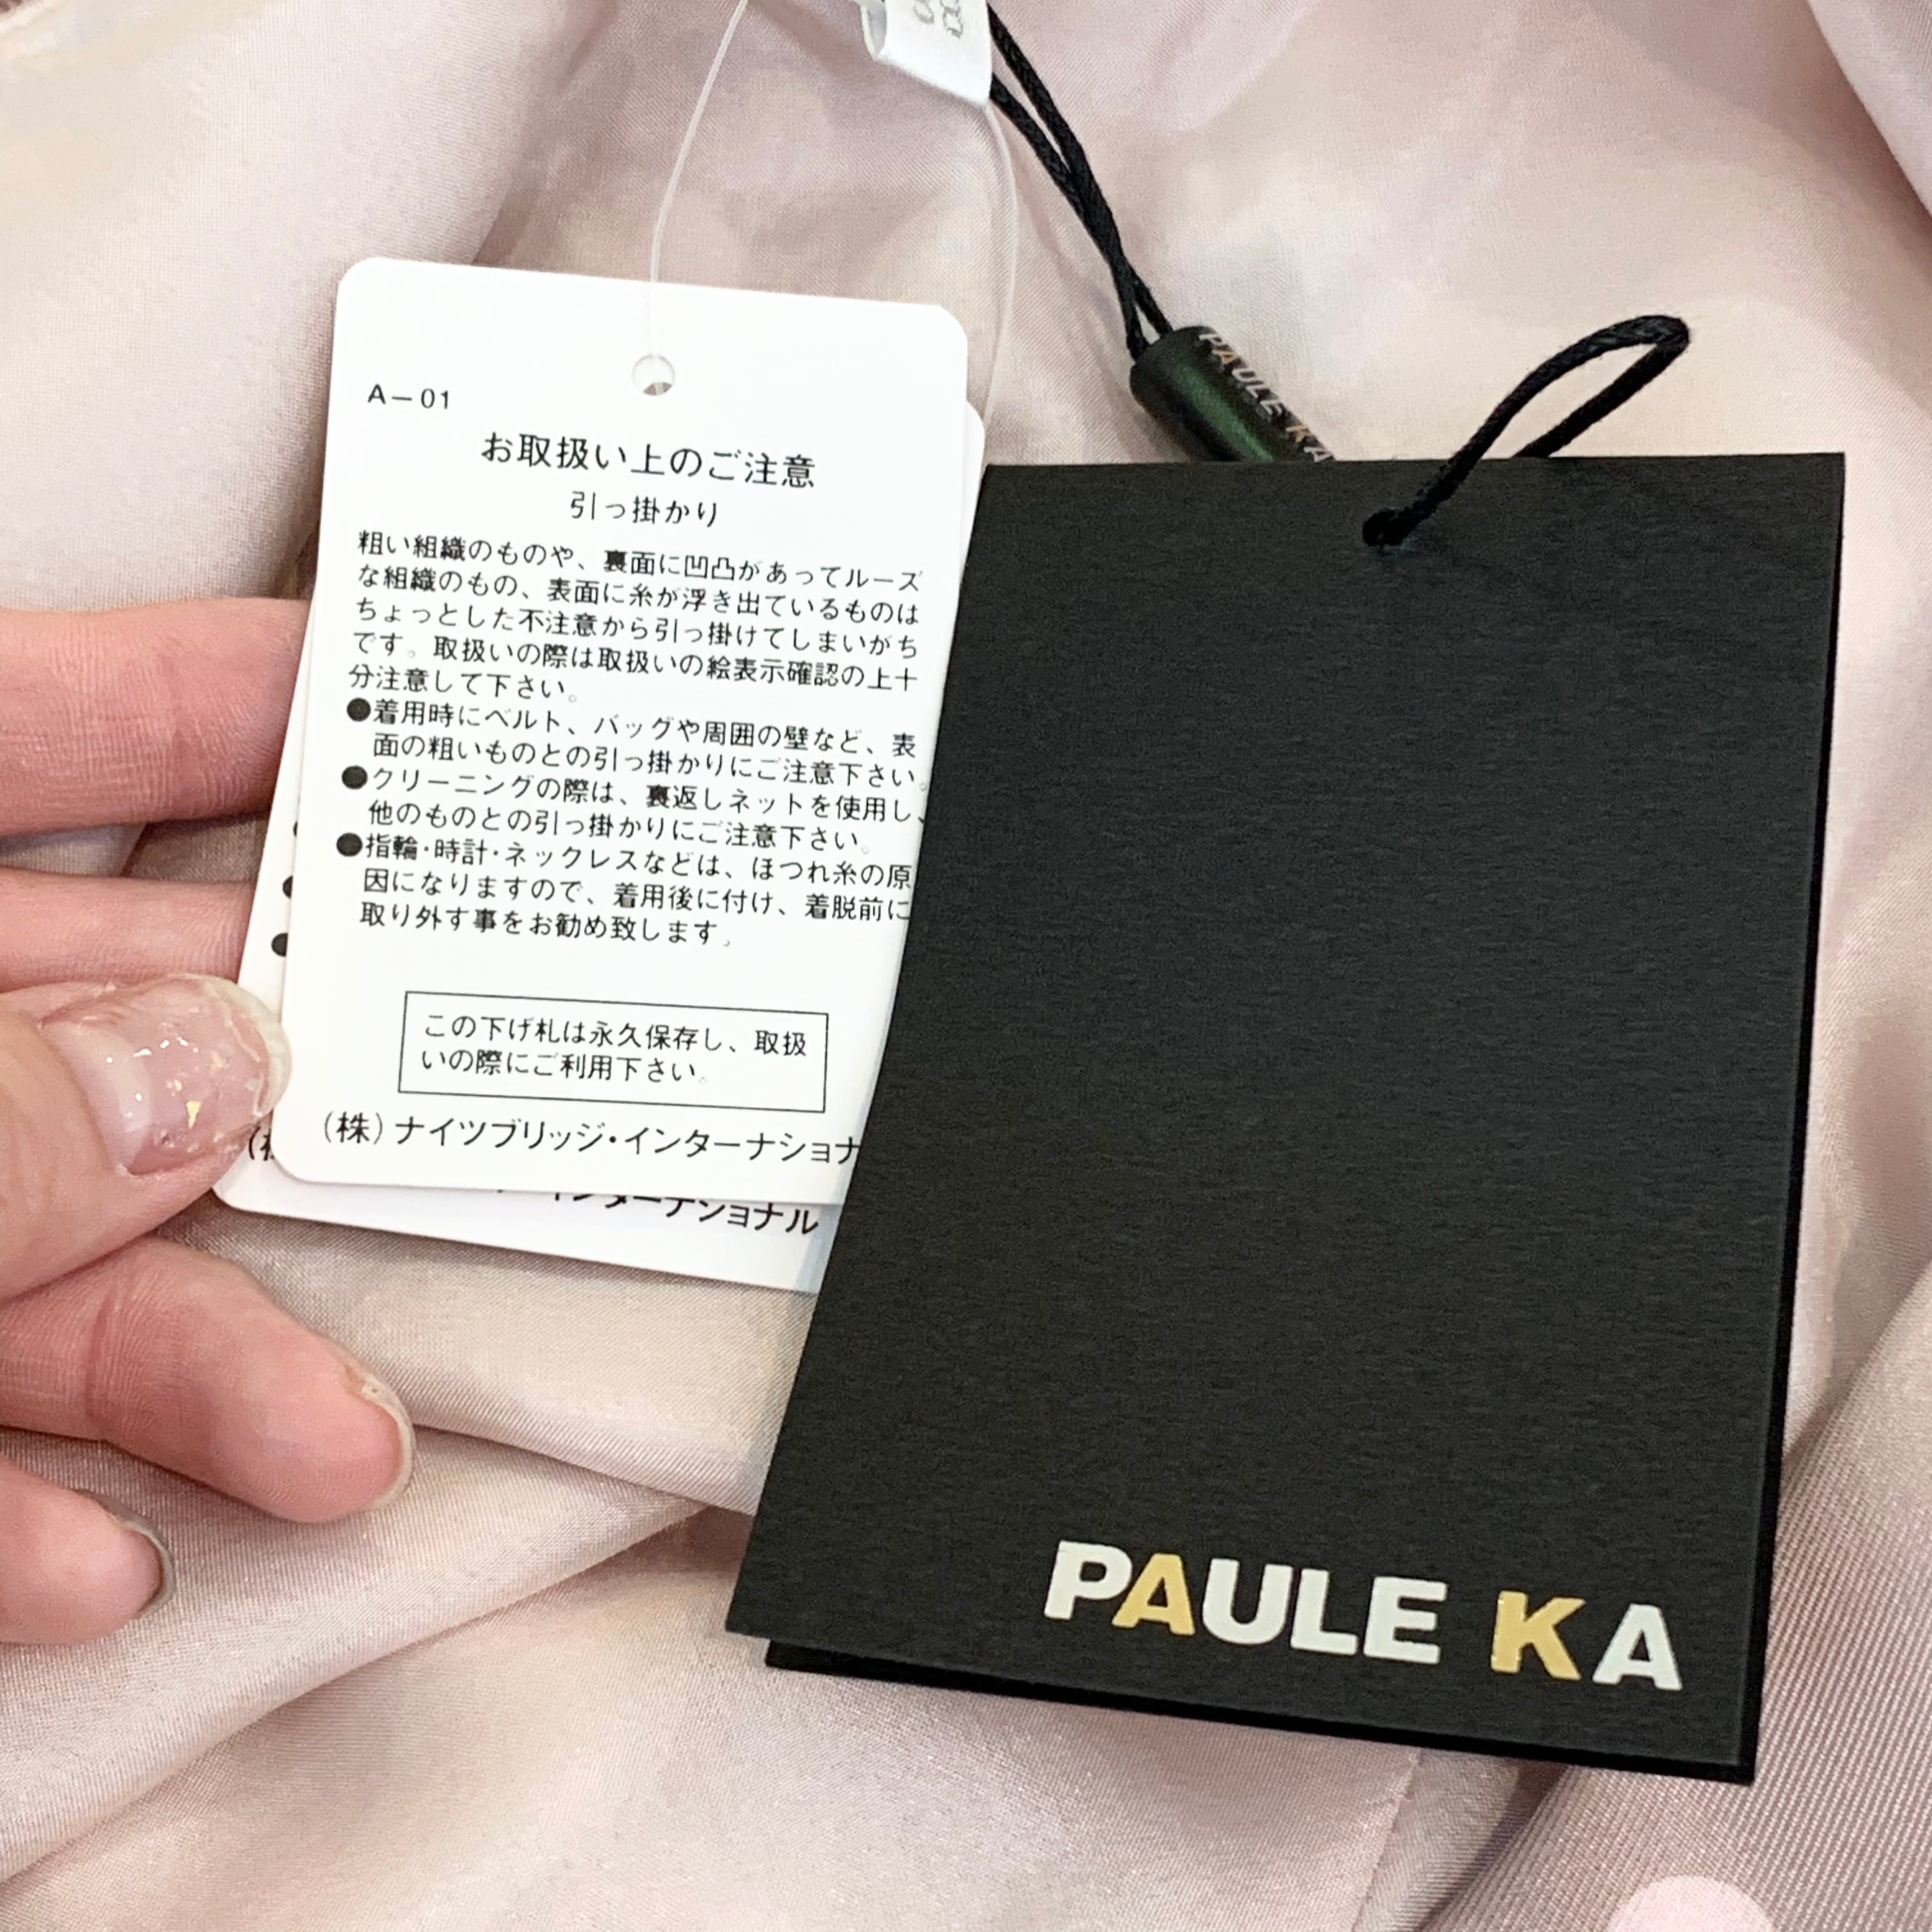 A－01
お取扱い上のご注意
引っ掛かり
粗い組織のものや、裏面に凹凸があってルーズ
な組織のもの、表面に糸が浮き出ているものは
ちょっとした不注意から引っ掛けてしまいがち
です。取扱いの際は取扱いの絵表示確認の上十
分注意して下さい。
●着用時にベルト、バッグや周囲の壁など、表
面の粗いものとの引っ掛かりにご注意下さい。
●クリーニングの際は、裏返しネットを使用し、
他のものとの引っ掛かりにご注意下さい。
●指輪・時計・ネックレスなどは、ほつれ糸の原
因になりますので、着用後に付け、着脱前に
取り外す事をお勧め致します。
この下げ札は永久保存し、取扱
いの際にご利用下さい。
（株）ナイツブリッジ・インターナショナ
インターナショナル
PAULE KA
PAULE KA